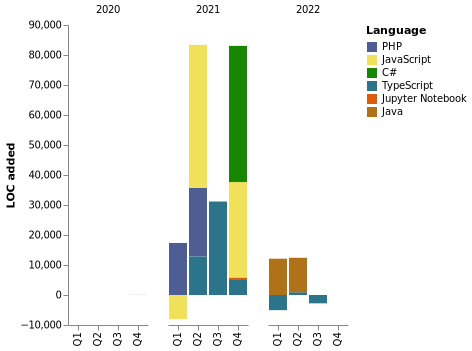 2020 2021 2022
90,000
80,000
70,000
60,000
50,000
40,000
30,000
20,000
10,000
0
−10,000
LOC added
Q1 Q2 Q3 Q4 Q1 Q2 Q3 Q4 Q1 Q2 Q3 Q4
Language
PHP
JavaScript
C#
TypeScript
Jupyter Notebook
Java